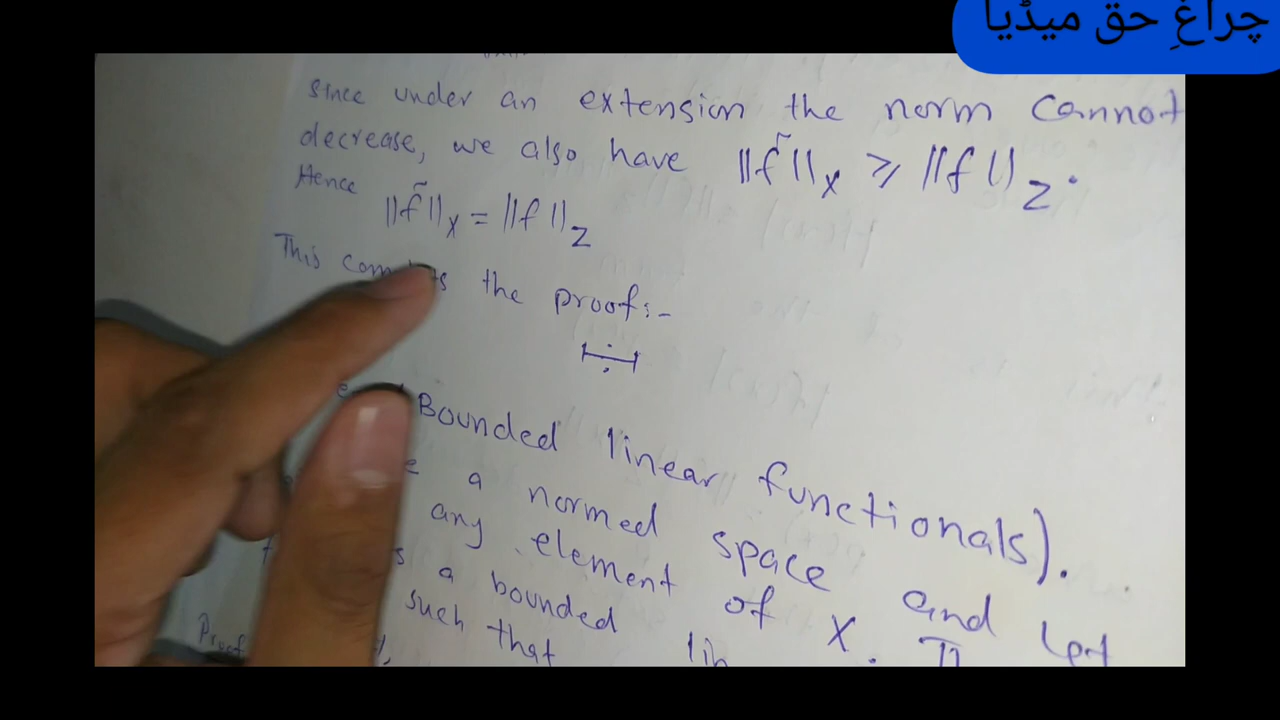 چراغِ حق میڈیا
since under an extension the norm cannot
decrease, we also have ||f̃||x ⩾ ||f||z.
Hence ||f̃||x = ||f||z
This the proof:-
Bounded linear functionals).
a normed space and let
any element of X.
a bounded
such that
Proof